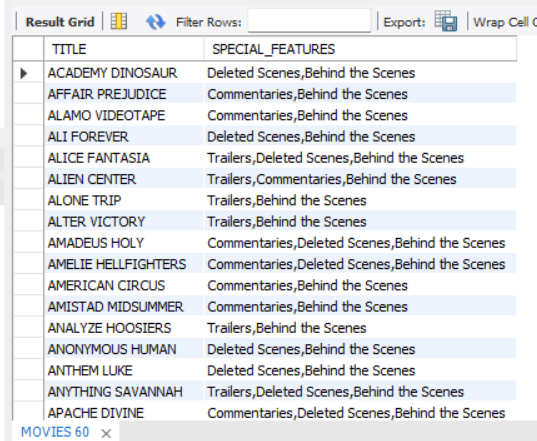 Result Grid Filter Rows: Export: Wrap Cell
TITLE SPECIAL_FEATURES
ACADEMY DINOSAUR Deleted Scenes,Behind the Scenes
AFFAIR PREJUDICE Commentaries,Behind the Scenes
ALAMO VIDEOTAPE Commentaries,Behind the Scenes
ALI FOREVER Deleted Scenes,Behind the Scenes
ALICE FANTASIA Trailers,Deleted Scenes,Behind the Scenes
ALIEN CENTER Trailers,Commentaries,Behind the Scenes
ALONE TRIP Trailers,Behind the Scenes
ALTER VICTORY Trailers,Behind the Scenes
AMADEUS HOLY Commentaries,Deleted Scenes,Behind the Scenes
AMELIE HELLFIGHTERS Commentaries,Deleted Scenes,Behind the Scenes
AMERICAN CIRCUS Commentaries,Behind the Scenes
AMISTAD MIDSUMMER Commentaries,Behind the Scenes
ANALYZE HOOSIERS Trailers,Behind the Scenes
ANONYMOUS HUMAN Deleted Scenes,Behind the Scenes
ANTHEM LUKE Deleted Scenes,Behind the Scenes
ANYTHING SAVANNAH Trailers,Deleted Scenes,Behind the Scenes
APACHE DIVINE Commentaries,Deleted Scenes,Behind the Scenes
MOVIES 60